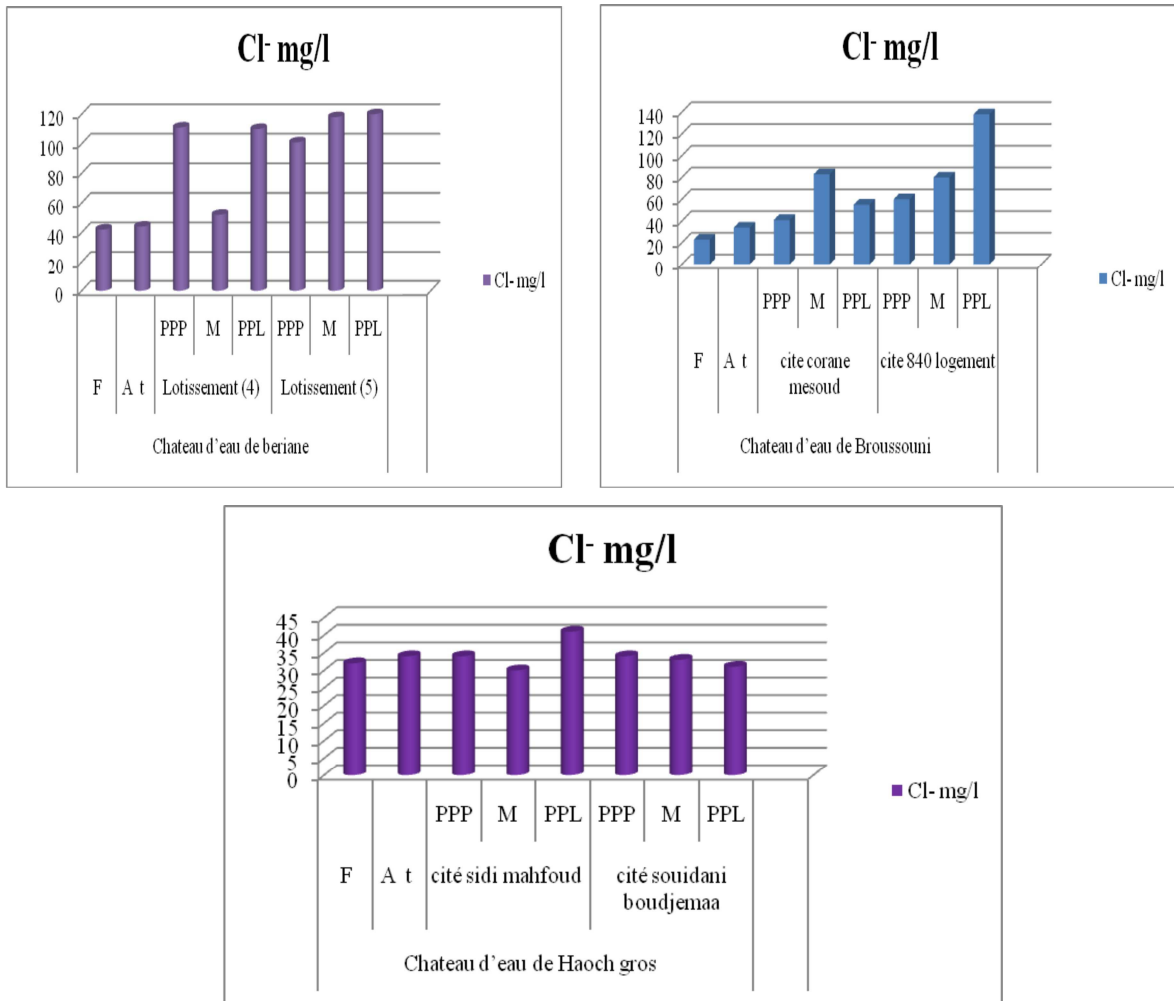 Cl- mg/l
120
100
80
60
40
20
0
Cl- mg/l
PPP M PPL PPP M PPL
F A t Lotissement (4) Lotissement (5)
Chateau d'eau de beriane
Cl- mg/l
140
120
100
80
60
40
20
0
Cl- mg/l
PPP M PPL PPP M PPL
F A t cite corane cite 840 logement
mesoud
Chateau d'eau de Broussouni
Cl- mg/l
45
40
35
30
25
20
15
10
5
0
Cl- mg/l
PPP M PPL PPP M PPL
F A t cité sidi mahfoud cité souidani
boudjemaa
Chateau d'eau de Haoch gros